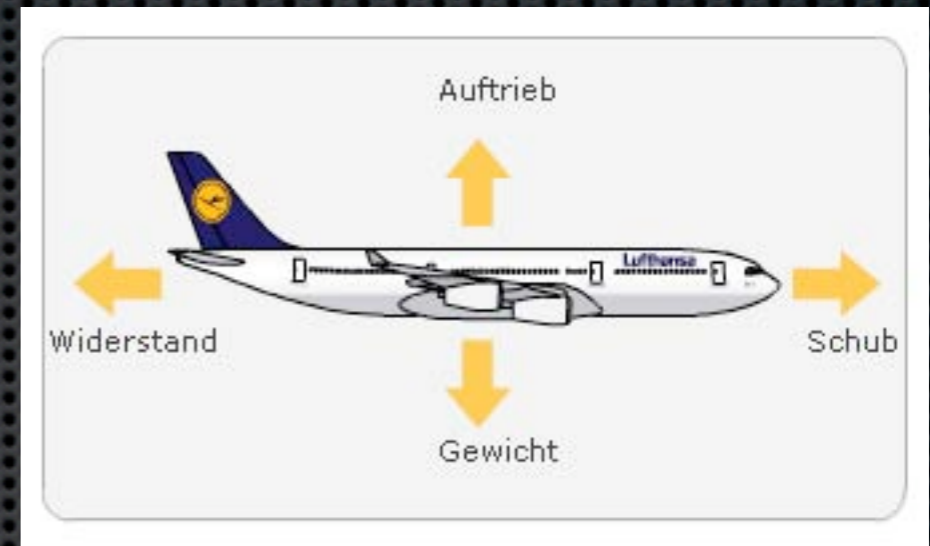 Auftrieb
Lufthansa
Widerstand
Schub
Gewicht